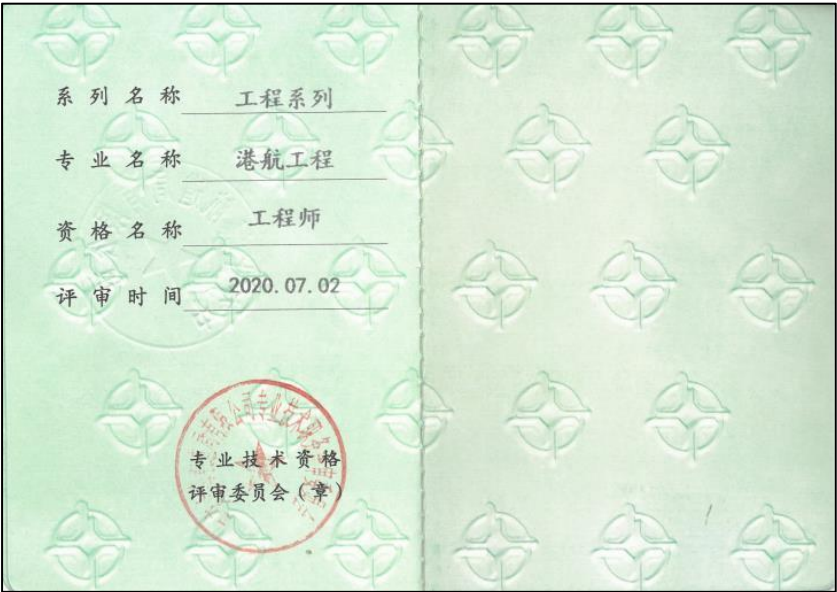 系列名称 工程系列
专业名称 港航工程
资格名称 工程师
评审时间 2020.07.02
专业技术资格
评审委员会(章)